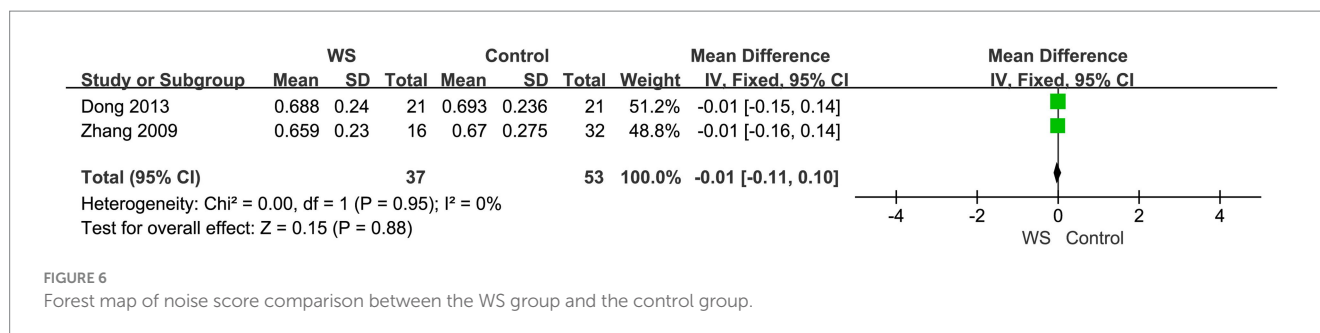 WS Control Mean Difference Mean Difference
Study or Subgroup Mean SD Total Mean SD Total Weight IV, Fixed, 95% CI IV, Fixed, 95% CI
Dong 2013 0.688 0.24 21 0.693 0.236 21 51.2% -0.01 [-0.15, 0.14]
Zhang 2009 0.659 0.23 16 0.67 0.275 32 48.8% -0.01 [-0.16, 0.14]
Total (95% CI) 37 53 100.0% -0.01 [-0.11, 0.10]
Heterogeneity: Chi² = 0.00, df = 1 (P = 0.95); I² = 0%
Test for overall effect: Z = 0.15 (P = 0.88)
-4 -2 0 2 4
WS Control
FIGURE 6
Forest map of noise score comparison between the WS group and the control group.